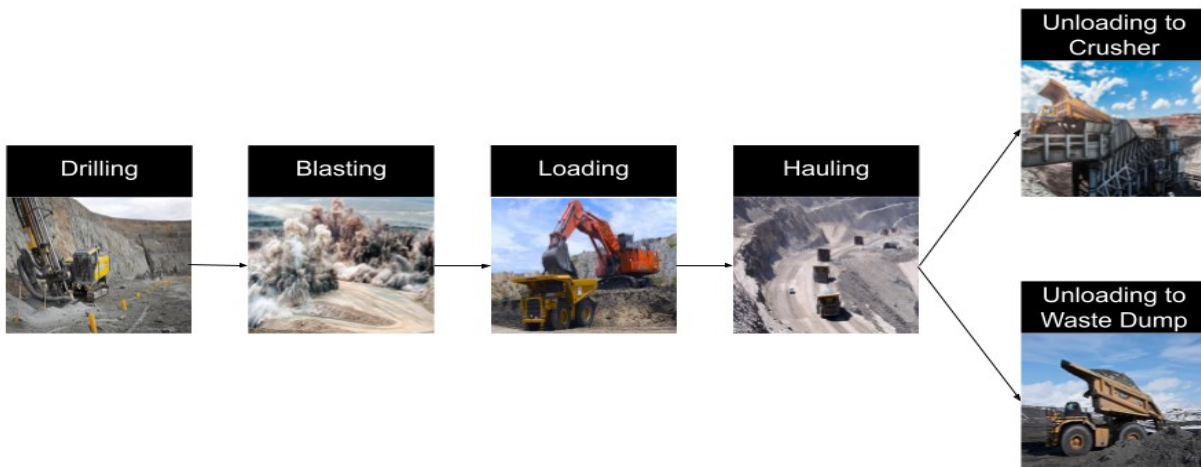 Drilling
Blasting
Loading
Hauling
Unloading to
Crusher
Unloading to
Waste Dump